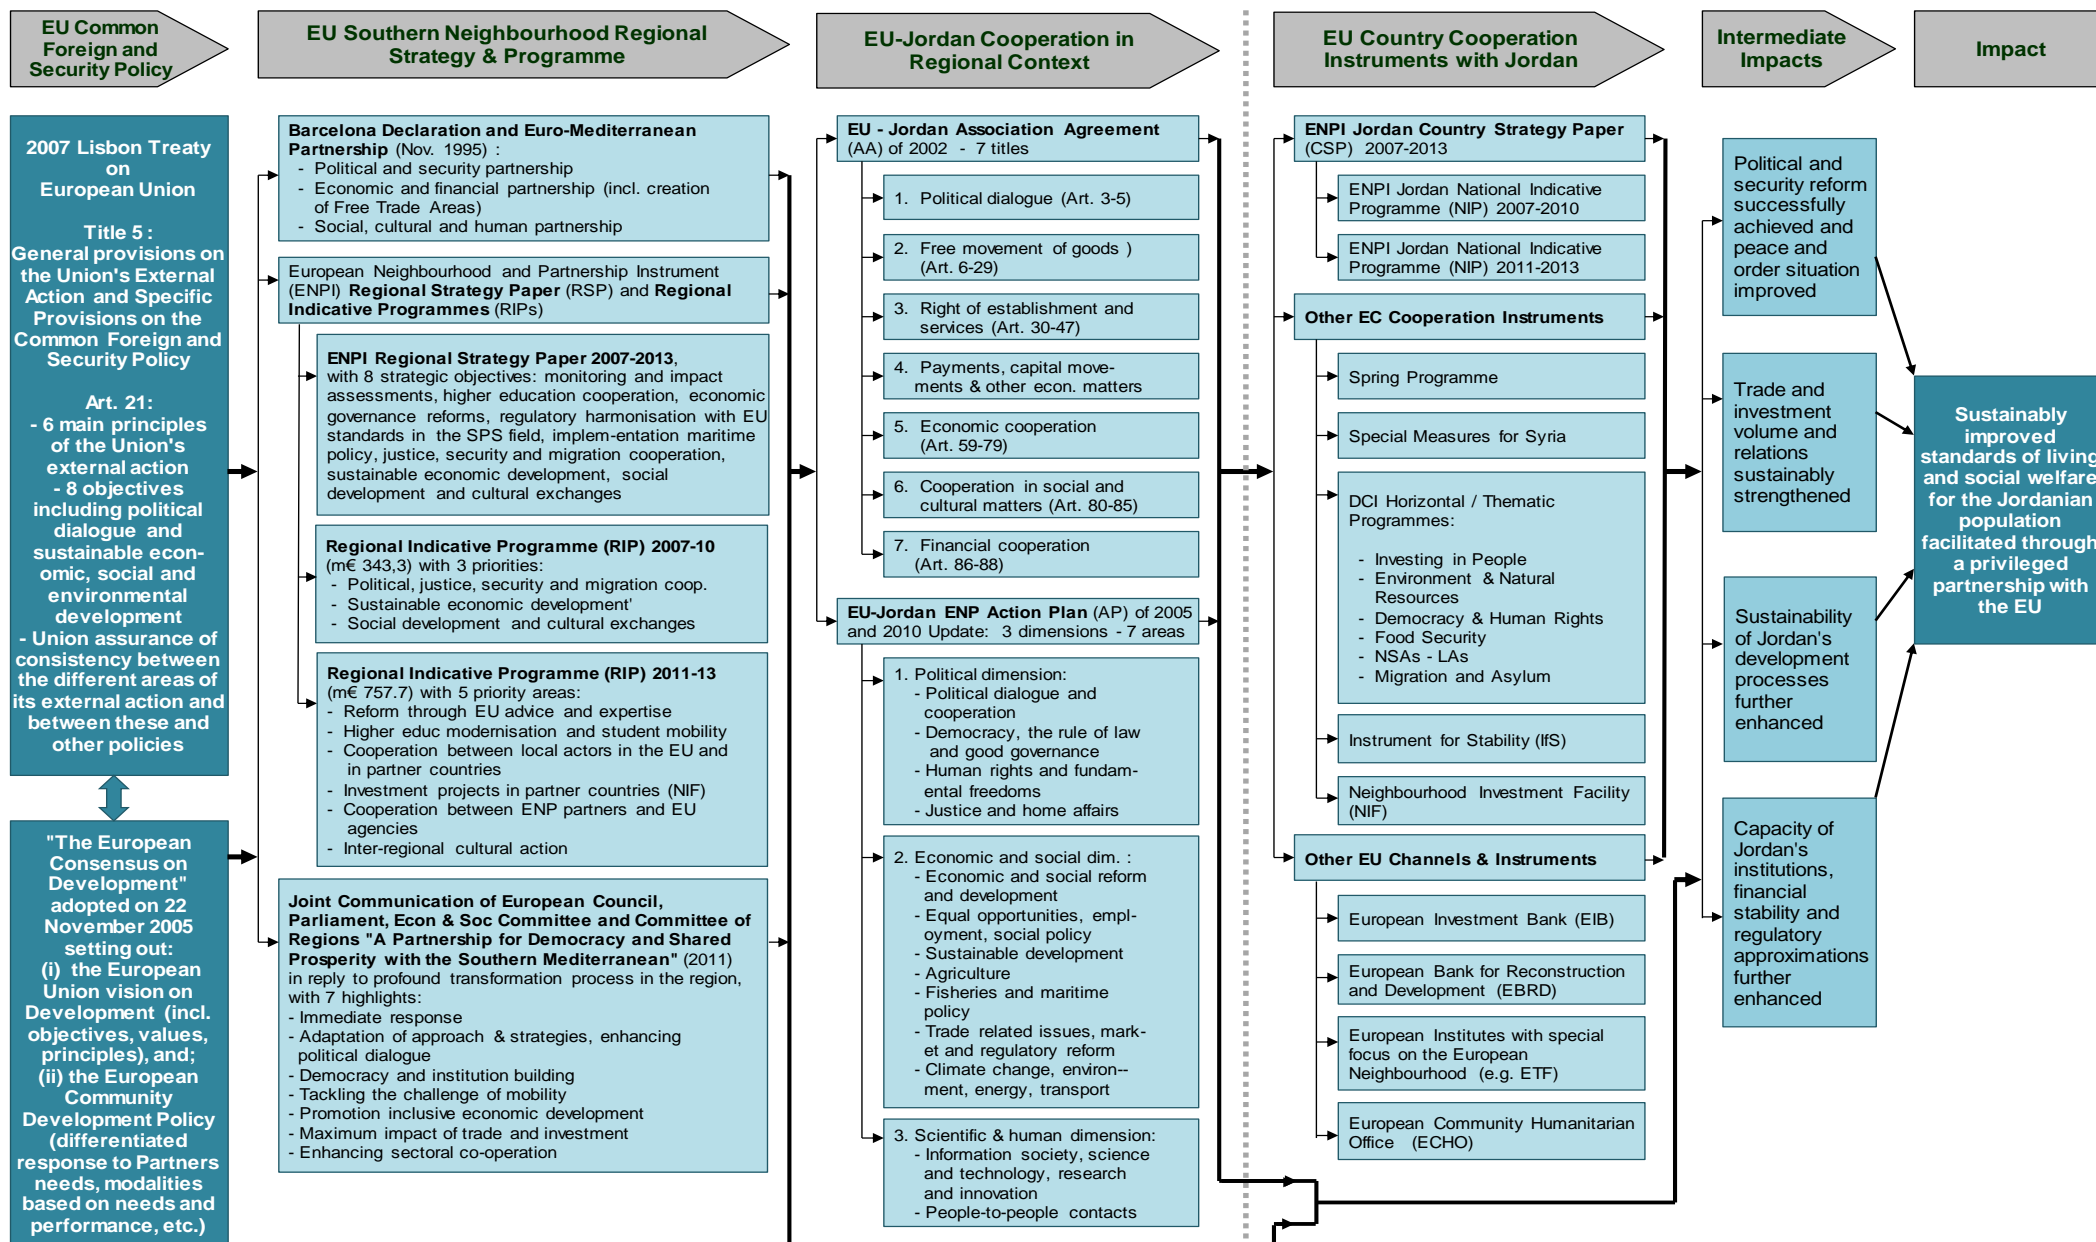 EU Common
Foreign and
Security Policy
EU Southern Neighbourhood Regional
Strategy & Programme
EU-Jordan Cooperation in
Regional Context
EU Country Cooperation
Instruments with Jordan
Intermediate
Impacts
Impact
2007 Lisbon Treaty
on
European Union
Title 5 :
General provisions on
the Union's External
Action and Specific
Provisions on the
Common Foreign and
Security Policy
Art. 21:
- 6 main principles
of the Union's
external action
- 8 objectives
including political
dialogue and
sustainable econ-
omic, social and
environmental
development
- Union assurance of
consistency between
the different areas of
its external action and
between these and
other policies
"The European
Consensus on
Development"
adopted on 22
November 2005
setting out:
(i) the European
Union vision on
Development (incl.
objectives, values,
principles), and;
(ii) the European
Community
Development Policy
(differentiated
response to Partners
needs, modalities
based on needs and
performance, etc.)
Barcelona Declaration and Euro-Mediterranean
Partnership (Nov. 1995) :
- Political and security partnership
- Economic and financial partnership (incl. creation
of Free Trade Areas)
- Social, cultural and human partnership
European Neighbourhood and Partnership Instrument
(ENPI) Regional Strategy Paper (RSP) and Regional
Indicative Programmes (RIPs)
ENPI Regional Strategy Paper 2007-2013,
with 8 strategic objectives: monitoring and impact
assessments, higher education cooperation, economic
governance reforms, regulatory harmonisation with EU
standards in the SPS field, implem-entation maritime
policy, justice, security and migration cooperation,
sustainable economic development, social
development and cultural exchanges
Regional Indicative Programme (RIP) 2007-10
(m€ 343,3) with 3 priorities:
- Political, justice, security and migration coop.
- Sustainable economic development'
- Social development and cultural exchanges
Regional Indicative Programme (RIP) 2011-13
(m€ 757.7) with 5 priority areas:
- Reform through EU advice and expertise
- Higher educ modernisation and student mobility
- Cooperation between local actors in the EU and
in partner countries
- Investment projects in partner countries (NIF)
- Cooperation between ENP partners and EU
agencies
- Inter-regional cultural action
Joint Communication of European Council,
Parliament, Econ & Soc Committee and Committee of
Regions "A Partnership for Democracy and Shared
Prosperity with the Southern Mediterranean" (2011)
in reply to profound transformation process in the region,
with 7 highlights:
- Immediate response
- Adaptation of approach & strategies, enhancing
political dialogue
- Democracy and institution building
- Tackling the challenge of mobility
- Promotion inclusive economic development
- Maximum impact of trade and investment
- Enhancing sectoral co-operation
EU - Jordan Association Agreement
(AA) of 2002 - 7 titles
1. Political dialogue (Art. 3-5)
2. Free movement of goods )
(Art. 6-29)
3. Right of establishment and
services (Art. 30-47)
4. Payments, capital move-
ments & other econ. matters
5. Economic cooperation
(Art. 59-79)
6. Cooperation in social and
cultural matters (Art. 80-85)
7. Financial cooperation
(Art. 86-88)
EU-Jordan ENP Action Plan (AP) of 2005
and 2010 Update: 3 dimensions - 7 areas
1. Political dimension:
- Political dialogue and
cooperation
- Democracy, the rule of law
and good governance
- Human rights and fundam-
ental freedoms
- Justice and home affairs
2. Economic and social dim. :
- Economic and social reform
and development
- Equal opportunities, empl-
oyment, social policy
- Sustainable development
- Agriculture
- Fisheries and maritime
policy
- Trade related issues, mark-
et and regulatory reform
- Climate change, environ--
ment, energy, transport
3. Scientific & human dimension:
- Information society, science
and technology, research
and innovation
- People-to-people contacts
ENPI Jordan Country Strategy Paper
(CSP) 2007-2013
ENPI Jordan National Indicative
Programme (NIP) 2007-2010
ENPI Jordan National Indicative
Programme (NIP) 2011-2013
Other EC Cooperation Instruments
Spring Programme
Special Measures for Syria
DCI Horizontal / Thematic
Programmes:
- Investing in People
- Environment & Natural
Resources
- Democracy & Human Rights
- Food Security
- NSAs - LAs
- Migration and Asylum
Instrument for Stability (IfS)
Neighbourhood Investment Facility
(NIF)
Other EU Channels & Instruments
European Investment Bank (EIB)
European Bank for Reconstruction
and Development (EBRD)
European Institutes with special
focus on the European
Neighbourhood (e.g. ETF)
European Community Humanitarian
Office (ECHO)
Political and
security reform
successfully
achieved and
peace and
order situation
improved
Trade and
investment
volume and
relations
sustainably
strengthened
Sustainability
of Jordan's
development
processes
further
enhanced
Capacity of
Jordan's
institutions,
financial
stability and
regulatory
approximations
further
enhanced
Sustainably
improved
standards of living
and social welfare
for the Jordanian
population
facilitated through
a privileged
partnership with
the EU